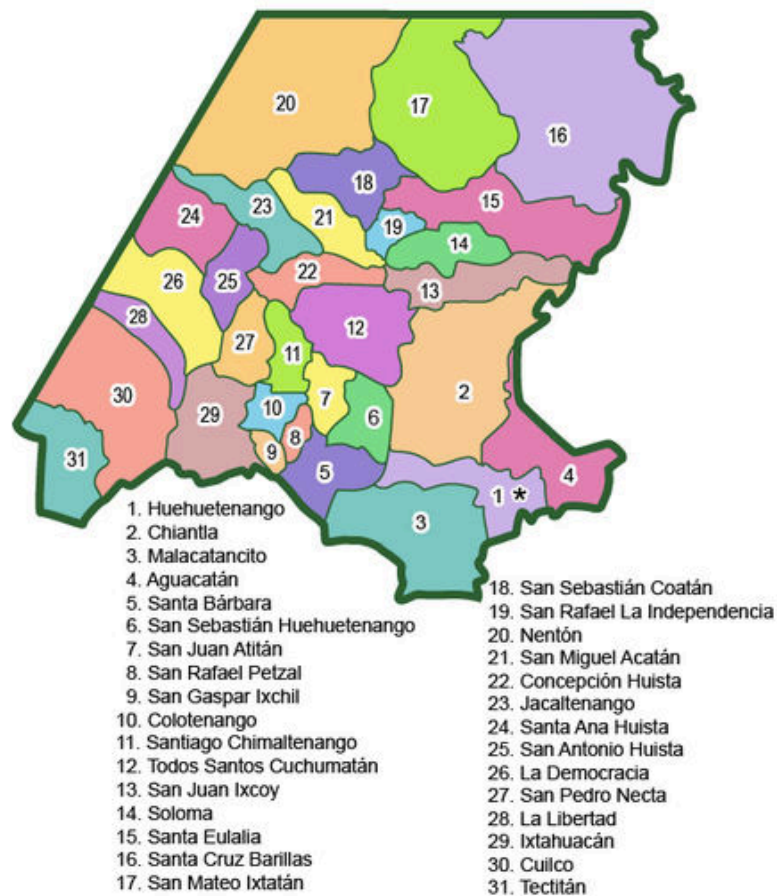 20
17
16
18
15
23
21
24
19
14
22
26
25
13
28
12
27
11
2
30
7
10
29
6
8
9
31
5
4
1 *
3
1. Huehuetenango
2. Chiantla
3. Malacatancito
4. Aguacatán
5. Santa Bárbara
6. San Sebastián Huehuetenango
7. San Juan Atitán
8. San Rafael Petzal
9. San Gaspar Ixchil
10. Colotenango
11. Santiago Chimaltenango
12. Todos Santos Cuchumatán
13. San Juan Ixcoy
14. Soloma
15. Santa Eulalia
16. Santa Cruz Barillas
17. San Mateo Ixtatán
18. San Sebastián Coatán
19. San Rafael La Independencia
20. Nentón
21. San Miguel Acatán
22. Concepción Huista
23. Jacaltenango
24. Santa Ana Huista
25. San Antonio Huista
26. La Democracia
27. San Pedro Necta
28. La Libertad
29. Ixtahuacán
30. Cuilco
31. Tectitán